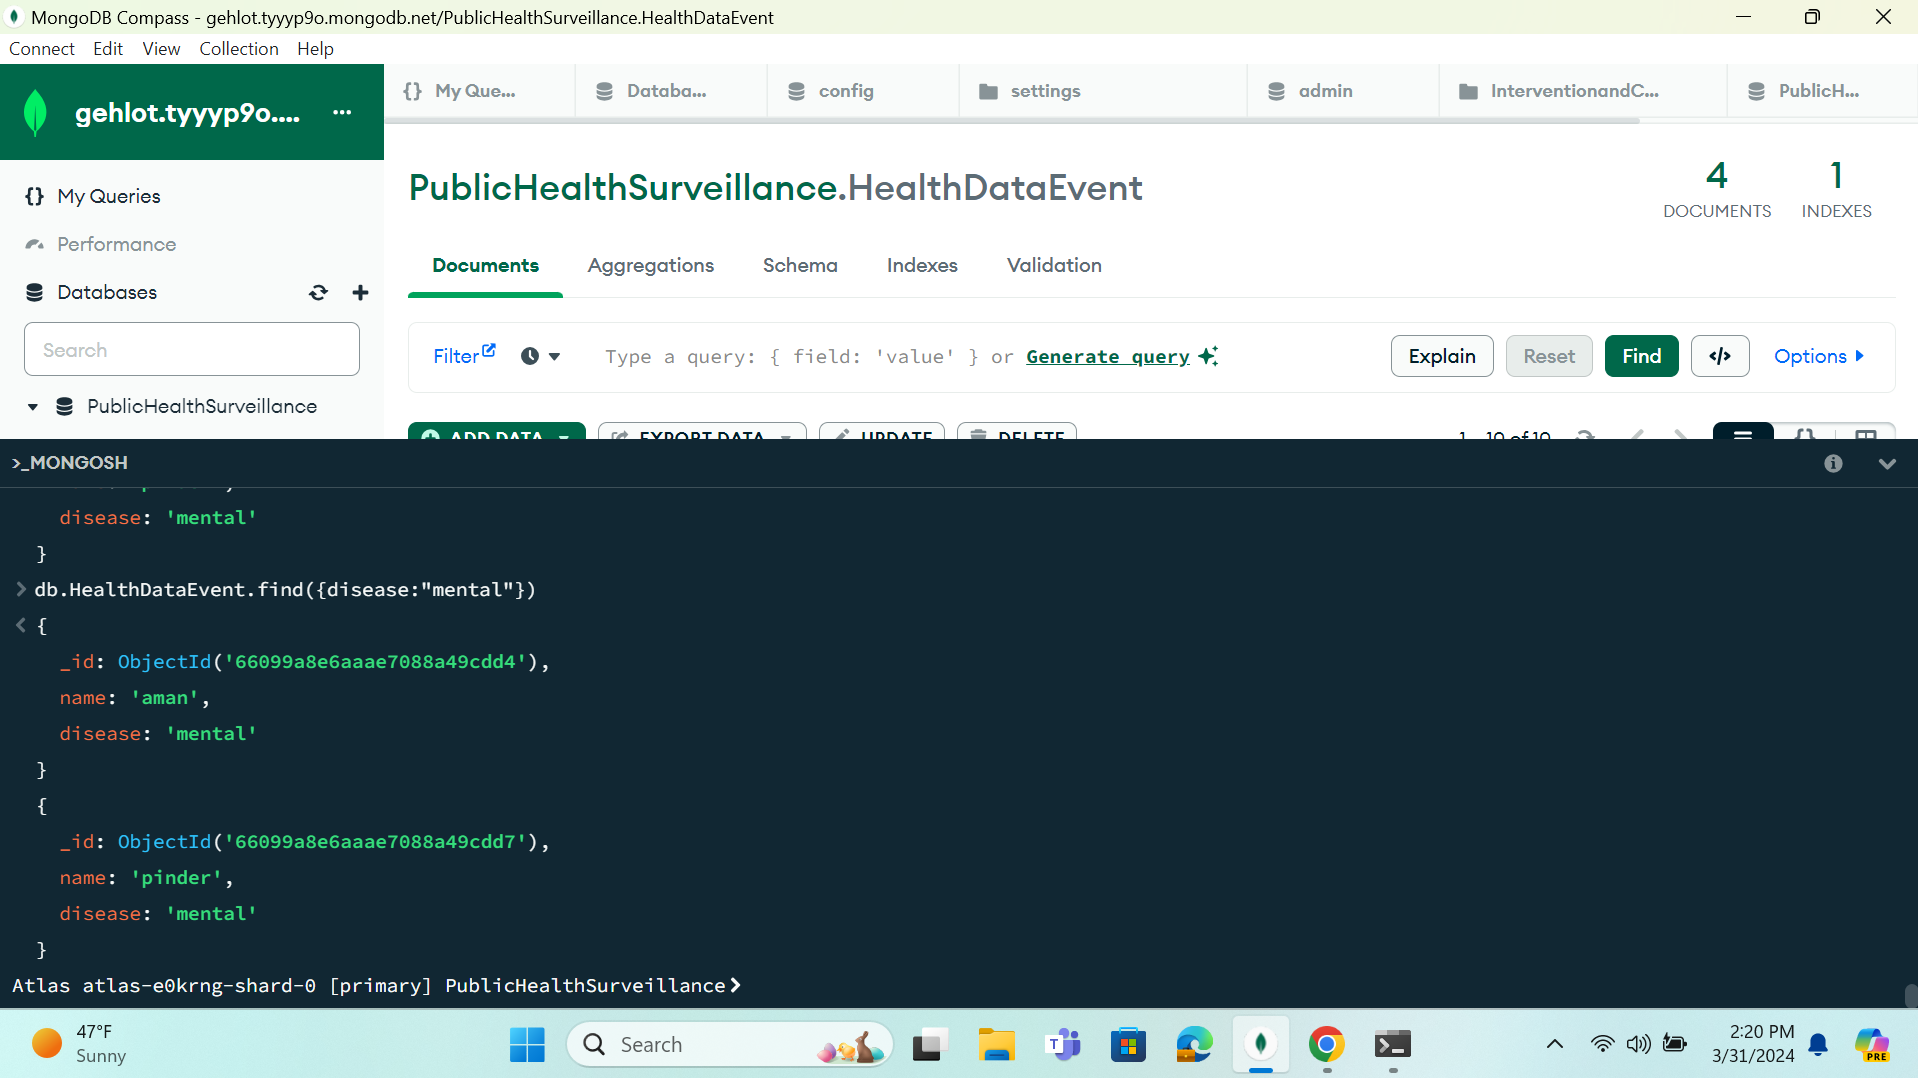 MongoDB Compass - gehlot.tyyyp9o.mongodb.net/PublicHealthSurveillance.HealthDataEvent
Connect Edit View Collection Help
gehlot.tyyyp9o.... ...
{} My Que... Databa... config settings admin InterventionandC... PublicH...
{} My Queries
Performance
Databases
Search
PublicHealthSurveillance
PublicHealthSurveillance.HealthDataEvent
4
DOCUMENTS
1
INDEXES
Documents Aggregations Schema Indexes Validation
Filter Type a query: { field: 'value' } or Generate query Explain Reset Find </> Options
ADD DATA EXPORT DATA UPDATE DELETE 1 - 10 of 10 {}
>_MONGOSH
disease: 'mental'
}
> db.HealthDataEvent.find({disease:"mental"})
< {
_id: ObjectId('66099a8e6aaae7088a49cdd4'),
name: 'aman',
disease: 'mental'
}
{
_id: ObjectId('66099a8e6aaae7088a49cdd7'),
name: 'pinder',
disease: 'mental'
}
Atlas atlas-e0krng-shard-0 [primary] PublicHealthSurveillance>
47°F
Sunny
Search
2:20 PM
3/31/2024
PRE